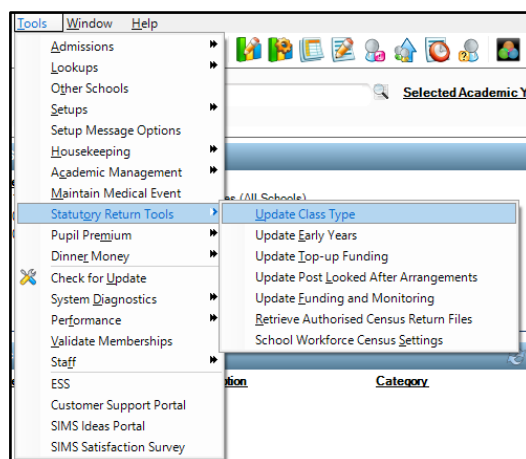 Tools Window Help
Admissions
Lookups
Other Schools
Selected Academic Y
Setups
Setup Message Options
Housekeeping
Academic Management
Maintain Medical Event
(All Schools)
Statutory Return Tools
Update Class Type
Pupil Premium
Update Early Years
Dinner Money
Update Top-up Funding
Check for Update
Update Post Looked After Arrangements
System Diagnostics
Update Funding and Monitoring
Performance
Retrieve Authorised Census Return Files
Validate Memberships
School Workforce Census Settings
Staff
ESS
Category
Customer Support Portal
SIMS Ideas Portal
SIMS Satisfaction Survey